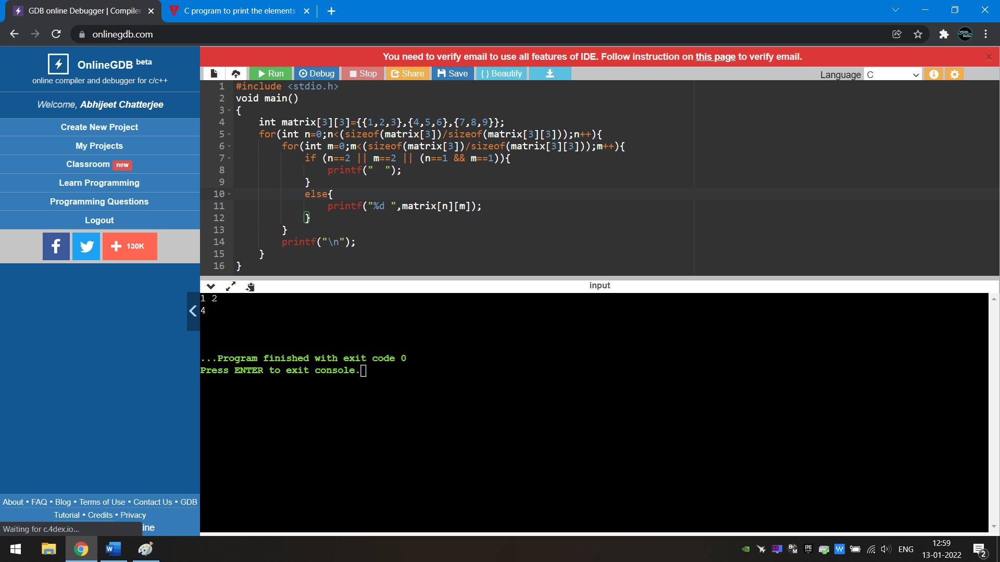 GDB online Debugger | Compiler
C program to print the elements
onlinegdb.com
VISUAL MUSIC
OnlineGDB beta
online compiler and debugger for c/c++
Welcome, Abhijeet Chatterjee
Create New Project
My Projects
Classroom new
Learn Programming
Programming Questions
Logout
130K
About • FAQ • Blog • Terms of Use • Contact Us • GDB
Tutorial • Credits • Privacy
ine
Waiting for c.4dex.io...
You need to verify email to use all features of IDE. Follow instruction on this page to verify email.
Run Debug Stop Share Save { } Beautify
Language C
1 #include <stdio.h>
2 void main()
3 {
4 int matrix[3][3]={{1,2,3},{4,5,6},{7,8,9}};
5 for(int n=0;n<(sizeof(matrix[3])/sizeof(matrix[3][3]));n++){
6 for(int m=0;m<(sizeof(matrix[3])/sizeof(matrix[3][3]));m++){
7 if (n==2 || m==2 || (n==1 && m==1)){
8 printf("  ");
9 }
10 else{
11 printf("%d ",matrix[n][m]);
12 }
13 }
14 printf("\n");
15 }
16 }
input
1 2
4
...Program finished with exit code 0
Press ENTER to exit console.
ENG
12:59
13-01-2022
2